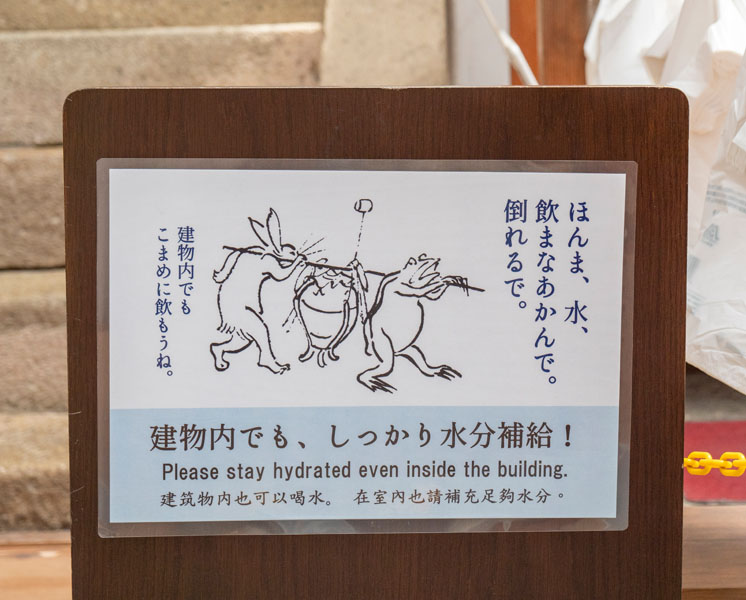 ほんま、水、
飲まなあかんで。
倒れるで。
建物内でも
こまめに飲もうね。
建物内でも、しっかり水分補給！
Please stay hydrated even inside the building.
建筑物内也可以喝水。 在室內也請補充足夠水分。